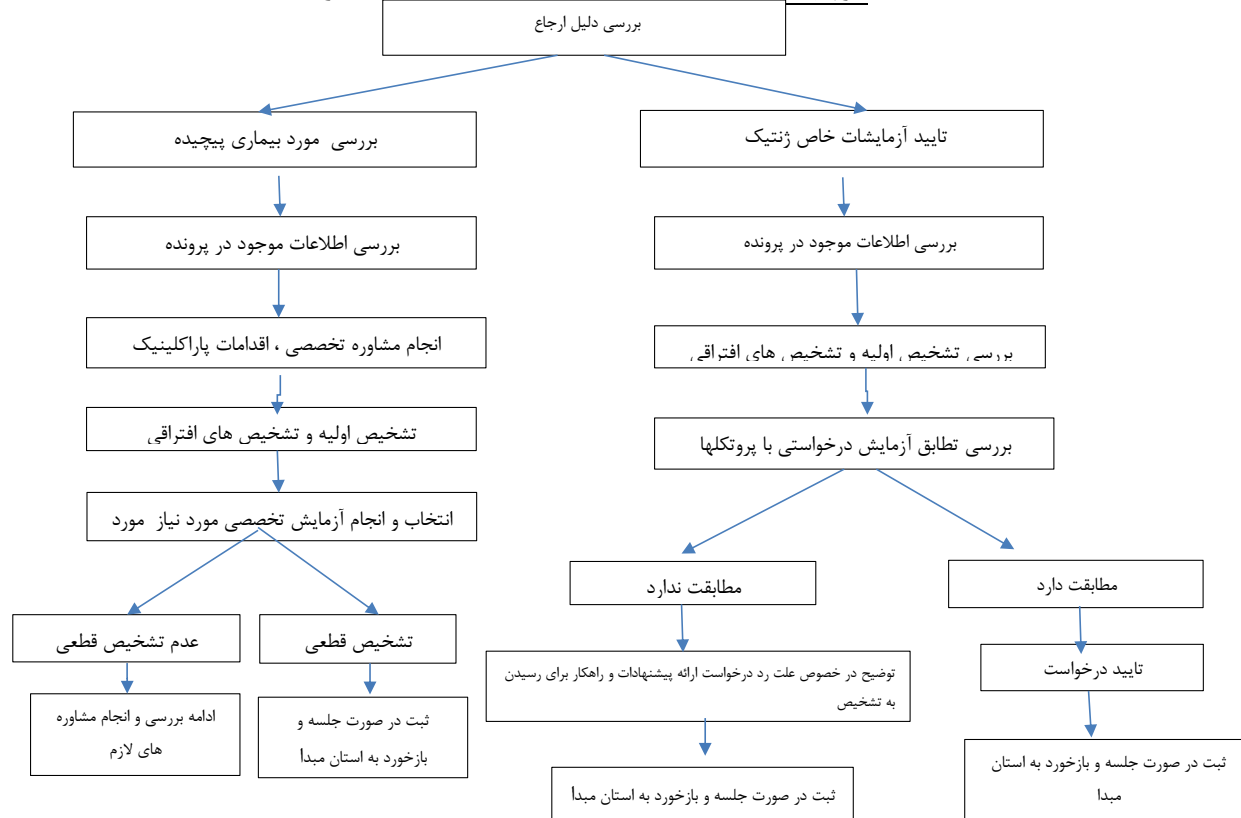 بررسی دلیل ارجاع
تایید آزمایشات خاص ژنتیک
بررسی اطلاعات موجود در پرونده
بررسی تشخیص اولیه و تشخیص های افتراقی
بررسی تطابق آزمایش درخواستی با پروتکلها
مطابقت دارد
تایید درخواست
ثبت در صورت جلسه و بازخورد به استان
مبدا
مطابقت ندارد
توضیح در خصوص علت رد درخواست ارائه پیشنهادات و راهکار برای رسیدن
به تشخیص
ثبت در صورت جلسه و بازخورد به استان مبدا
بررسی مورد بیماری پیچیده
بررسی اطلاعات موجود در پرونده
انجام مشاوره تخصصی ، اقدامات پاراکلینیک
تشخیص اولیه و تشخیص های افتراقی
انتخاب و انجام آزمایش تخصصی مورد نیاز مورد
تشخیص قطعی
ثبت در صورت جلسه و
بازخورد به استان مبدا
عدم تشخیص قطعی
ادامه بررسی و انجام مشاوره
های لازم